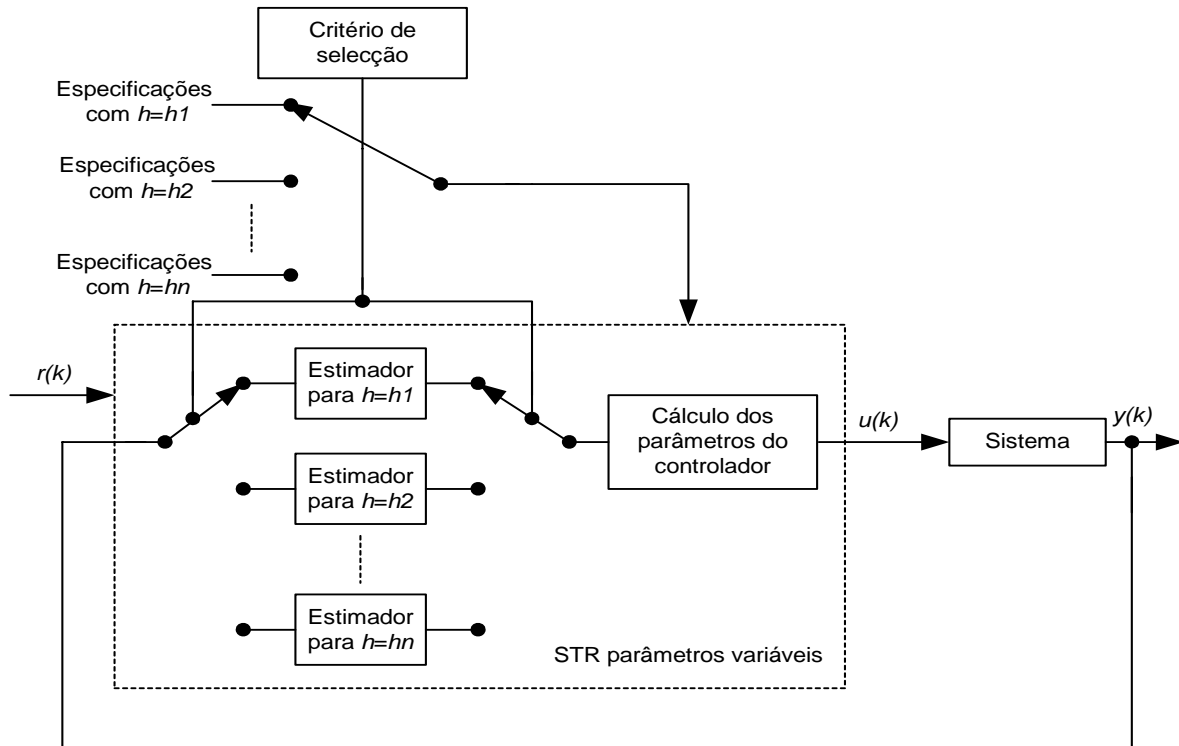 Critério de
selecção
Especificações
com h=h1
Especificações
com h=h2
Especificações
com h=hn
r(k)
Estimador
para h=h1
Cálculo dos
parâmetros do
controlador
u(k)
Sistema
y(k)
Estimador
para h=h2
Estimador
para h=hn
STR parâmetros variáveis